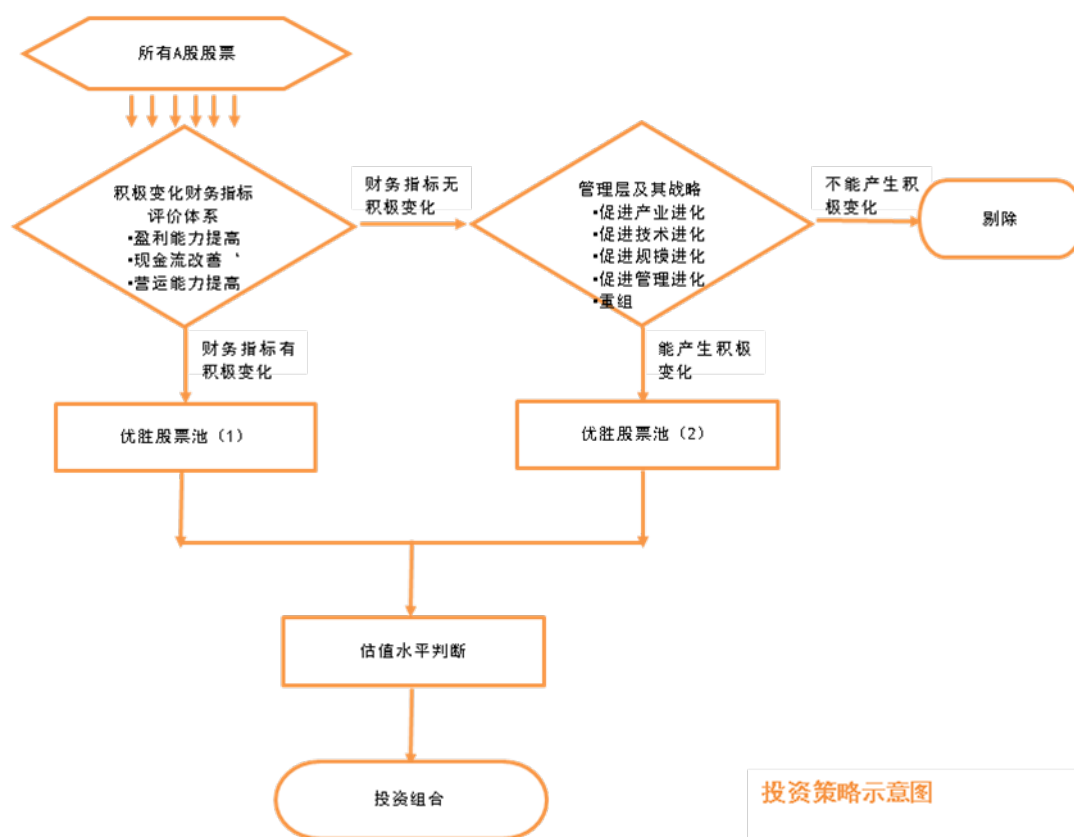 所有A股股票
积极变化财务指标
评价体系
▪盈利能力提高
▪现金流改善 、
▪营运能力提高
财务指标无
积极变化
管理层及其战略
▪促进产业进化
▪促进技术进化
▪促进规模进化
▪促进管理进化
▪重组
不能产生积
极变化
剔除
财务指标有
积极变化
能产生积极
变化
优胜股票池（1）
优胜股票池（2）
估值水平判断
投资组合
投资策略示意图